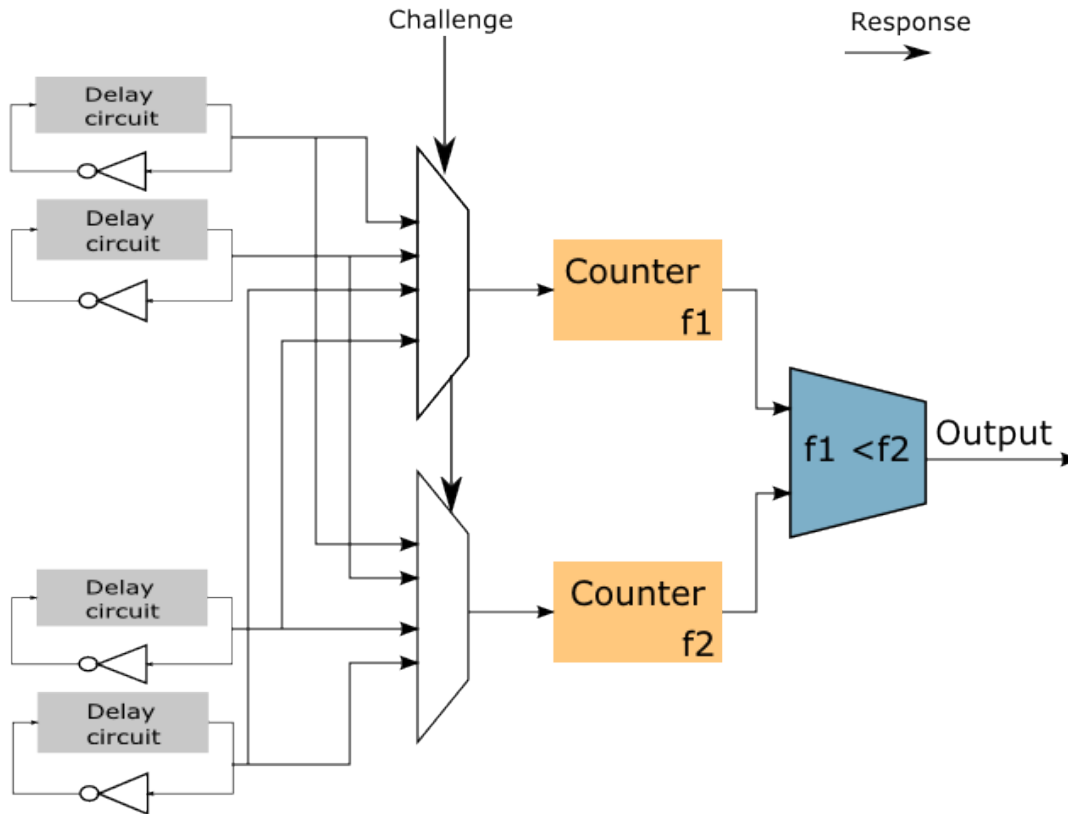 Challenge
Response
Delay
circuit
Delay
circuit
Counter
f1
f1 <f2
Output
Delay
circuit
Counter
f2
Delay
circuit